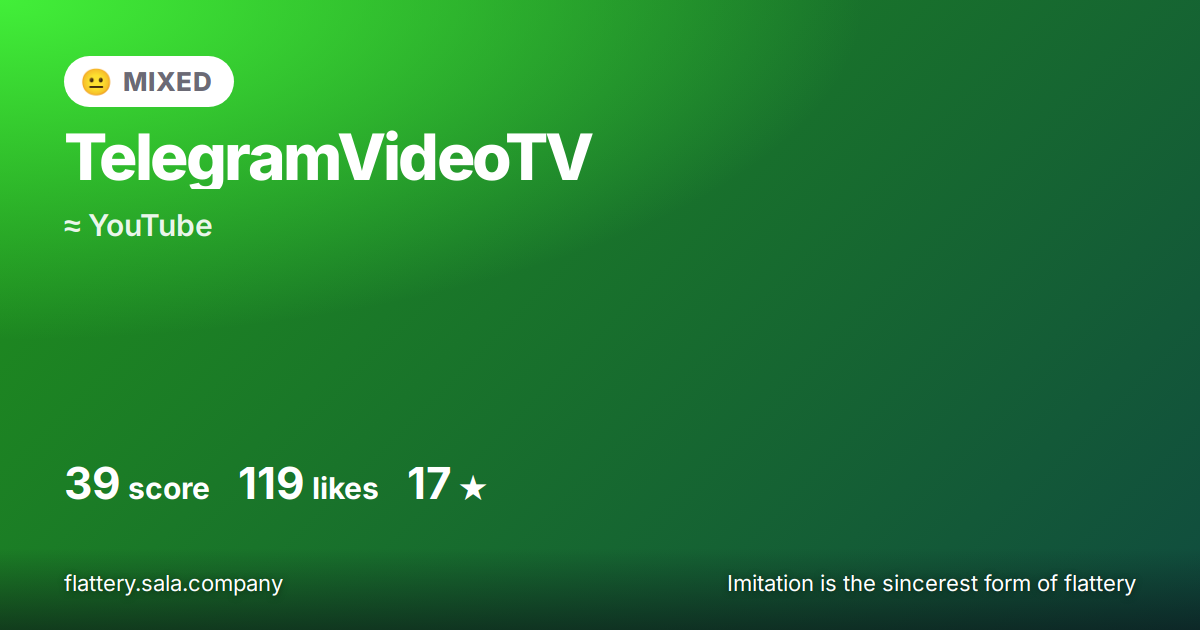 😐 MIXED
TelegramVideoTV
≈ YouTube
39 score 119 likes 17 ★
flattery.sala.company
Imitation is the sincerest form of flattery